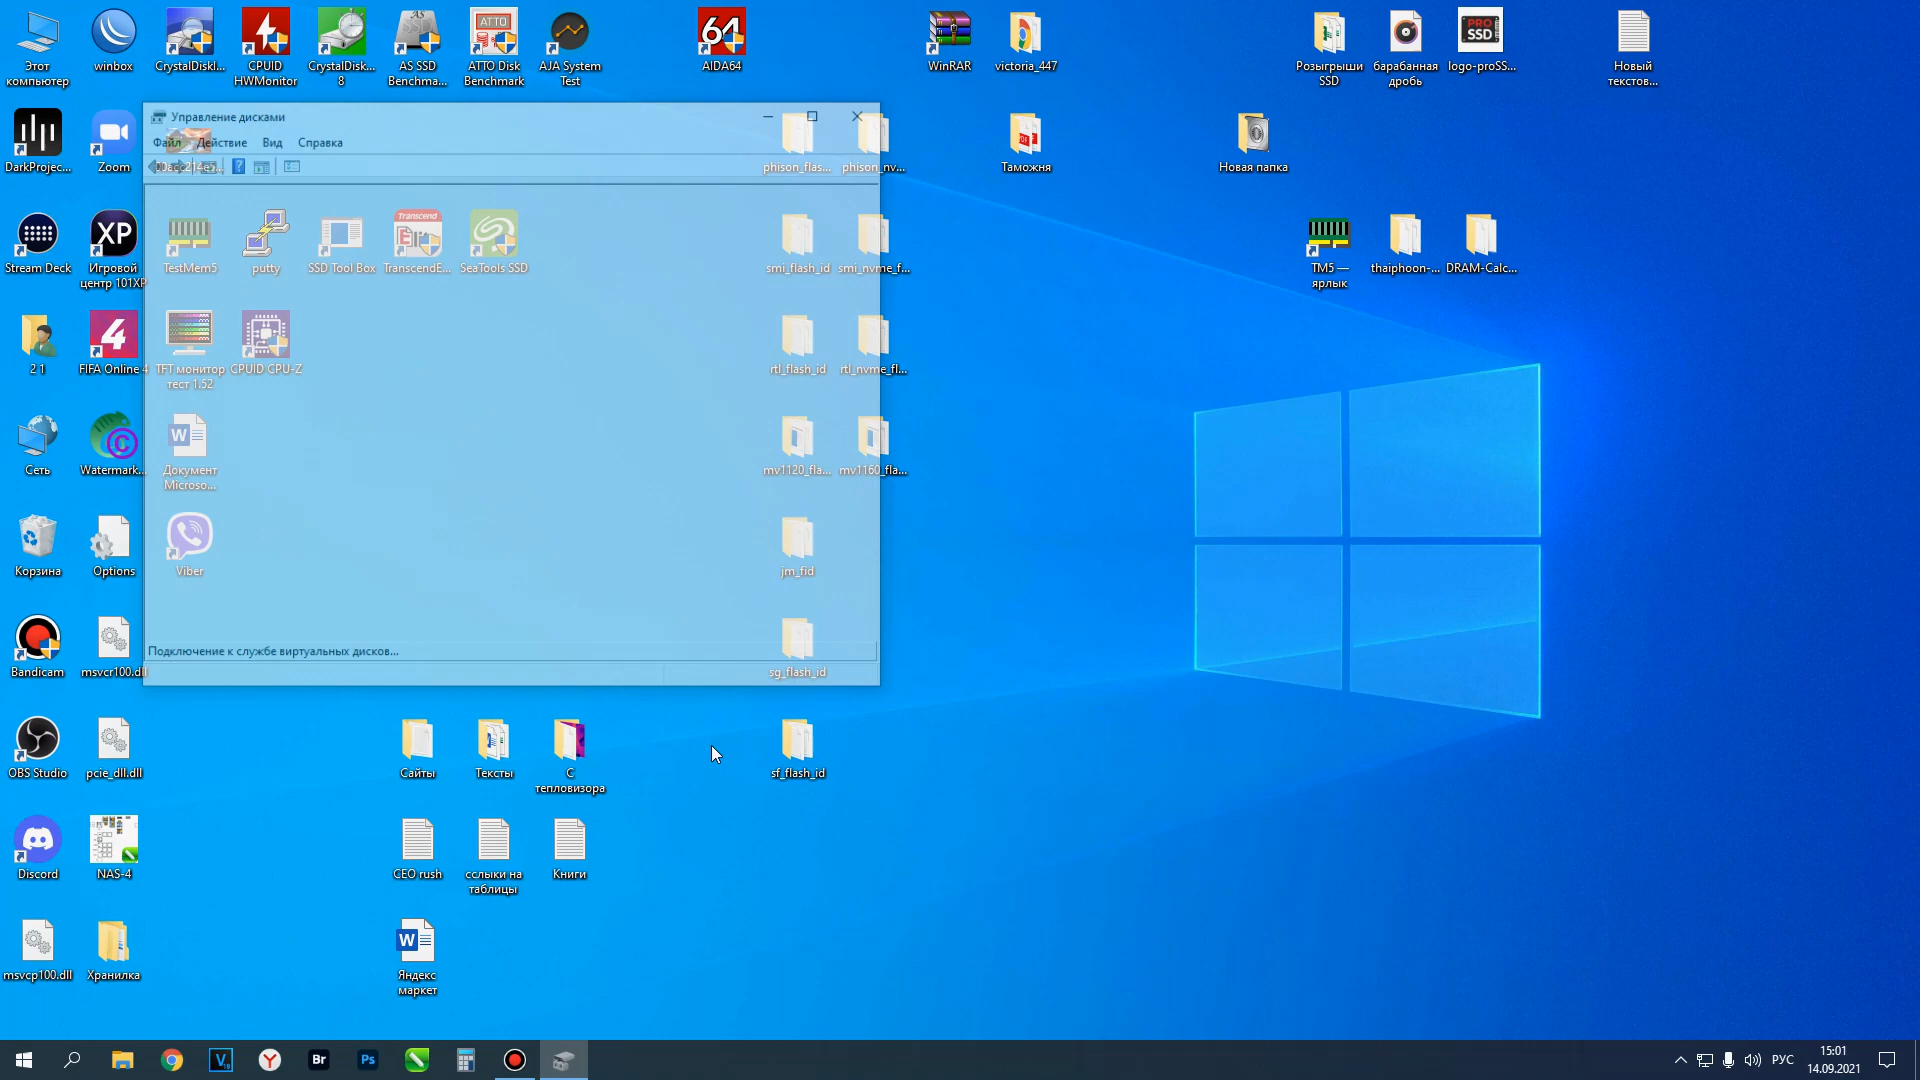 Этот
компьютер
winbox
CrystalDiskI...
CPUID
HWMonitor
CrystalDisk...
8
AS SSD
Benchma...
ATTO Disk
Benchmark
AJA System
Test
AIDA64
WinRAR
victoria_447
Розыгрыши
SSD
барабанная
дробь
logo-proSS...
Новый
текстов...
Управление дисками
Файл
Действие
Вид
Справка
DarkProjec...
Zoom
phison_flas...
phison_nv...
Таможня
Новая папка
Stream Deck
Игровой
центр 101XP
TestMem5
putty
SSD Tool Box
TranscendE...
SeaTools SSD
smi_flash_id
smi_nvme_f...
TM5 —
ярлык
thaiphoon-...
DRAM-Calc...
2 1
FIFA Online 4
TFT монитор
тест 1.52
CPUID CPU-Z
rtl_flash_id
rtl_nvme_fl...
Сеть
Watermark...
Документ
Microso...
mv1120_fla...
mv1160_fla...
Корзина
Options
Viber
jm_fid
Bandicam
msvcr100.dll
Подключение к службе виртуальных дисков...
sg_flash_id
OBS Studio
pcie_dll.dll
Сайты
Тексты
С
тепловизора
sf_flash_id
Discord
NAS-4
CEO rush
сслыки на
таблицы
Книги
msvcp100.dll
Хранилка
Яндекс
маркет
РУС
15:01
14.09.2021